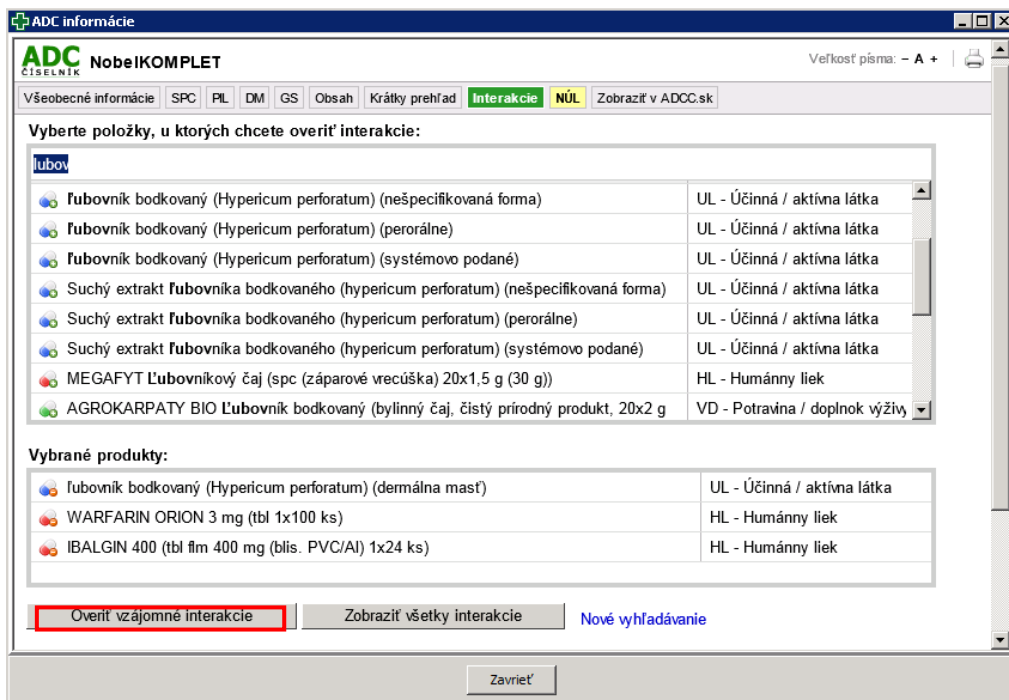 ADC informácie
ADC ČÍSELNÍK NobelKOMPLET Veľkosť písma: – A +
Všeobecné informácie SPC PIL DM GS Obsah Krátky prehľad Interakcie NÚL Zobraziť v ADCC.sk
Vyberte položky, u ktorých chcete overiť interakcie:
ľubov
ľubovník bodkovaný (Hypericum perforatum) (nešpecifikovaná forma) UL - Účinná / aktívna látka
ľubovník bodkovaný (Hypericum perforatum) (perorálne) UL - Účinná / aktívna látka
ľubovník bodkovaný (Hypericum perforatum) (systémovo podané) UL - Účinná / aktívna látka
Suchý extrakt ľubovníka bodkovaného (hypericum perforatum) (nešpecifikovaná forma) UL - Účinná / aktívna látka
Suchý extrakt ľubovníka bodkovaného (hypericum perforatum) (perorálne) UL - Účinná / aktívna látka
Suchý extrakt ľubovníka bodkovaného (hypericum perforatum) (systémovo podané) UL - Účinná / aktívna látka
MEGAFYT Ľubovníkový čaj (spc (záparové vrecúška) 20x1,5 g (30 g)) HL - Humánny liek
AGROKARPATY BIO Ľubovník bodkovaný (bylinný čaj, čistý prírodný produkt, 20x2 g VD - Potravina / doplnok výživy
Vybrané produkty:
ľubovník bodkovaný (Hypericum perforatum) (dermálna masť) UL - Účinná / aktívna látka
WARFARIN ORION 3 mg (tbl 1x100 ks) HL - Humánny liek
IBALGIN 400 (tbl flm 400 mg (blis. PVC/Al) 1x24 ks) HL - Humánny liek
Overiť vzájomné interakcie Zobraziť všetky interakcie Nové vyhľadávanie
Zavrieť